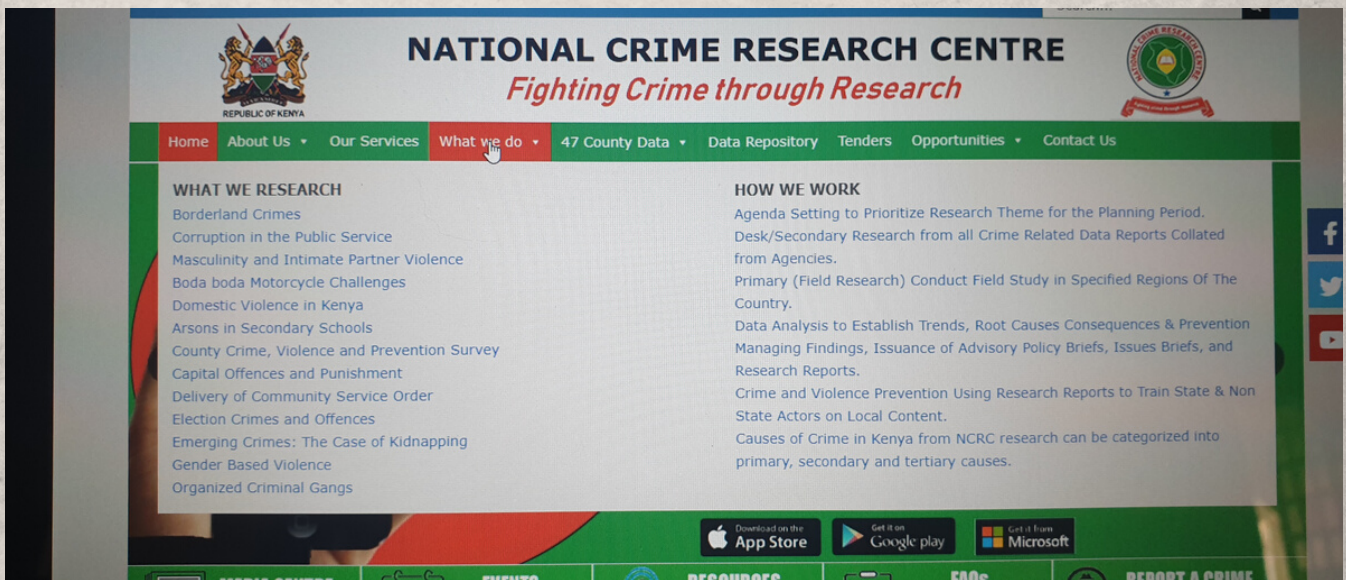 Search...
NATIONAL CRIME RESEARCH CENTRE
Fighting Crime through Research
REPUBLIC OF KENYA
NATIONAL CRIME RESEARCH CENTRE
Home
About Us
Our Services
What we do
47 County Data
Data Repository
Tenders
Opportunities
Contact Us
WHAT WE RESEARCH
Borderland Crimes
Corruption in the Public Service
Masculinity and Intimate Partner Violence
Boda boda Motorcycle Challenges
Domestic Violence in Kenya
Arsons in Secondary Schools
County Crime, Violence and Prevention Survey
Capital Offences and Punishment
Delivery of Community Service Order
Election Crimes and Offences
Emerging Crimes: The Case of Kidnapping
Gender Based Violence
Organized Criminal Gangs
HOW WE WORK
Agenda Setting to Prioritize Research Theme for the Planning Period.
Desk/Secondary Research from all Crime Related Data Reports Collated
from Agencies.
Primary (Field Research) Conduct Field Study in Specified Regions Of The
Country.
Data Analysis to Establish Trends, Root Causes Consequences & Prevention
Managing Findings, Issuance of Advisory Policy Briefs, Issues Briefs, and
Research Reports.
Crime and Violence Prevention Using Research Reports to Train State & Non
State Actors on Local Content.
Causes of Crime in Kenya from NCRC research can be categorized into
primary, secondary and tertiary causes.
Download on the
App Store
Get it on
Google play
Get it from
Microsoft
MEDIA CENTRE
EVENTS
RESOURCES
FAQs
REPORT A CRIME